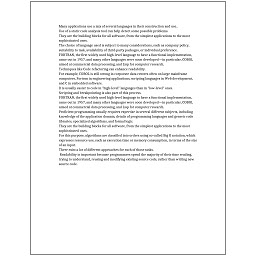 Many applications use a mix of several languages in their construction and use.
Use of a static code analysis tool can help detect some possible problems.
They are the building blocks for all software, from the simplest applications to the most
sophisticated ones.
The choice of language used is subject to many considerations, such as company policy,
suitability to task, availability of third-party packages, or individual preference.
FORTRAN, the first widely used high-level language to have a functional implementation,
came out in 1957, and many other languages were soon developed—in particular, COBOL
aimed at commercial data processing, and Lisp for computer research.
Techniques like Code refactoring can enhance readability.
For example, COBOL is still strong in corporate data centers often on large mainframe
computers, Fortran in engineering applications, scripting languages in Web development,
and C in embedded software.
It is usually easier to code in "high-level" languages than in "low-level" ones.
Scripting and breakpointing is also part of this process.
FORTRAN, the first widely used high-level language to have a functional implementation,
came out in 1957, and many other languages were soon developed—in particular, COBOL
aimed at commercial data processing, and Lisp for computer research.
Proficient programming usually requires expertise in several different subjects, including
knowledge of the application domain, details of programming languages and generic code
libraries, specialized algorithms, and formal logic.
They are the building blocks for all software, from the simplest applications to the most
sophisticated ones.
For this purpose, algorithms are classified into orders using so-called Big O notation, which
expresses resource use, such as execution time or memory consumption, in terms of the size
of an input.
There exist a lot of different approaches for each of those tasks.
Readability is important because programmers spend the majority of their time reading,
trying to understand, reusing and modifying existing source code, rather than writing new
source code.